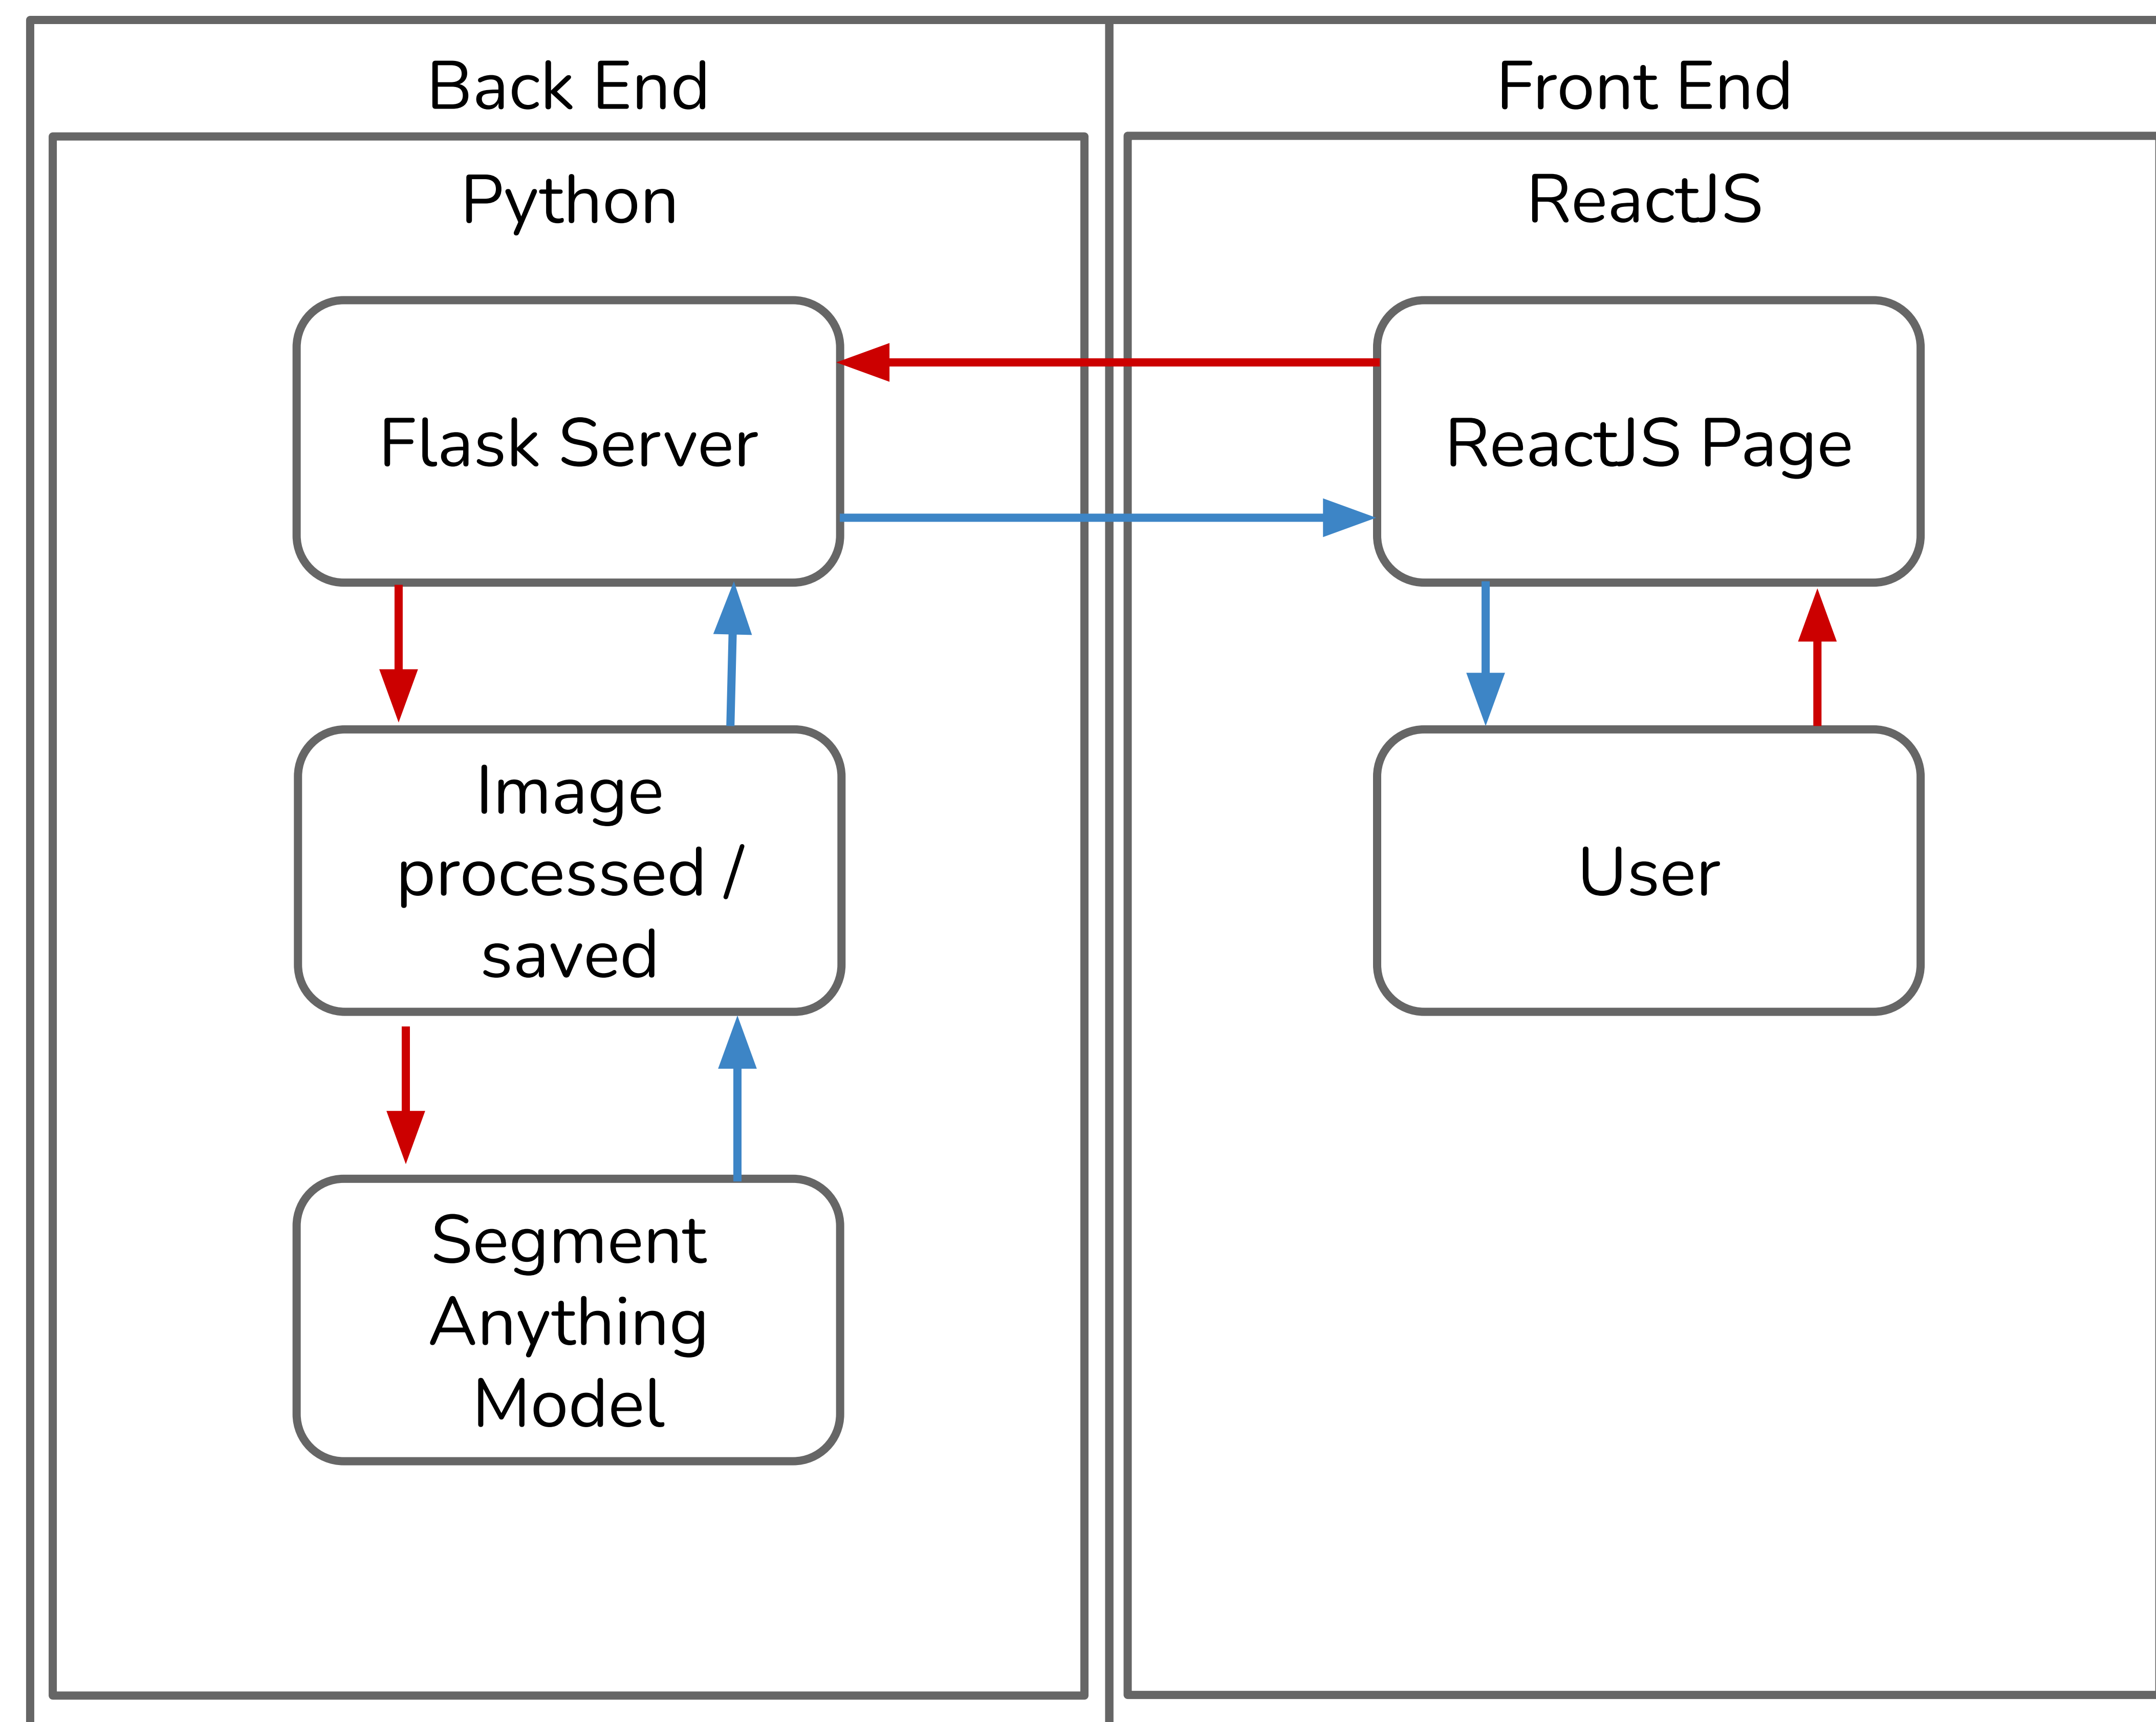 Back End
Python
Flask Server
Image
processed /
saved
Segment
Anything
Model
Front End
ReactJS
ReactJS Page
User